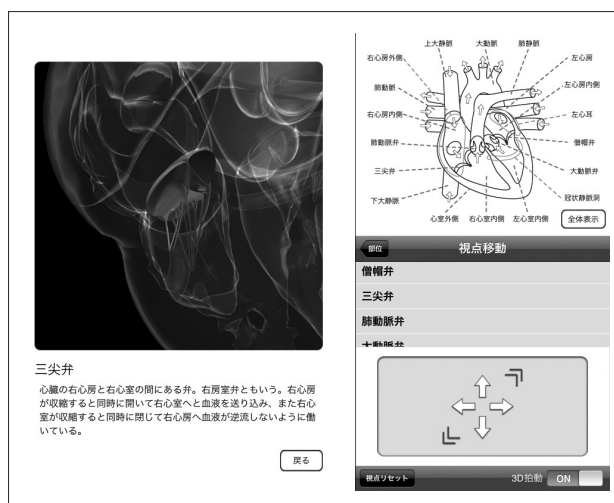 三尖弁
心臓の右心房と右心室の間にある弁。右房室弁ともいう。右心房
が収縮すると同時に開いて右心室へと血液を送り込み、また右心
室が収縮すると同時に閉じて右心房へ血液が逆流しないように働
いている。
戻る
上大静脈
大動脈
肺静脈
右心房外側
左心房
肺動脈
左心房内側
右心房内側
左心耳
肺動脈弁
僧帽弁
三尖弁
大動脈弁
下大静脈
冠状静脈洞
心室外側
右心室内側
左心室内側
全体表示
部位
視点移動
僧帽弁
三尖弁
肺動脈弁
大動脈弁
視点リセット
3D拍動
ON